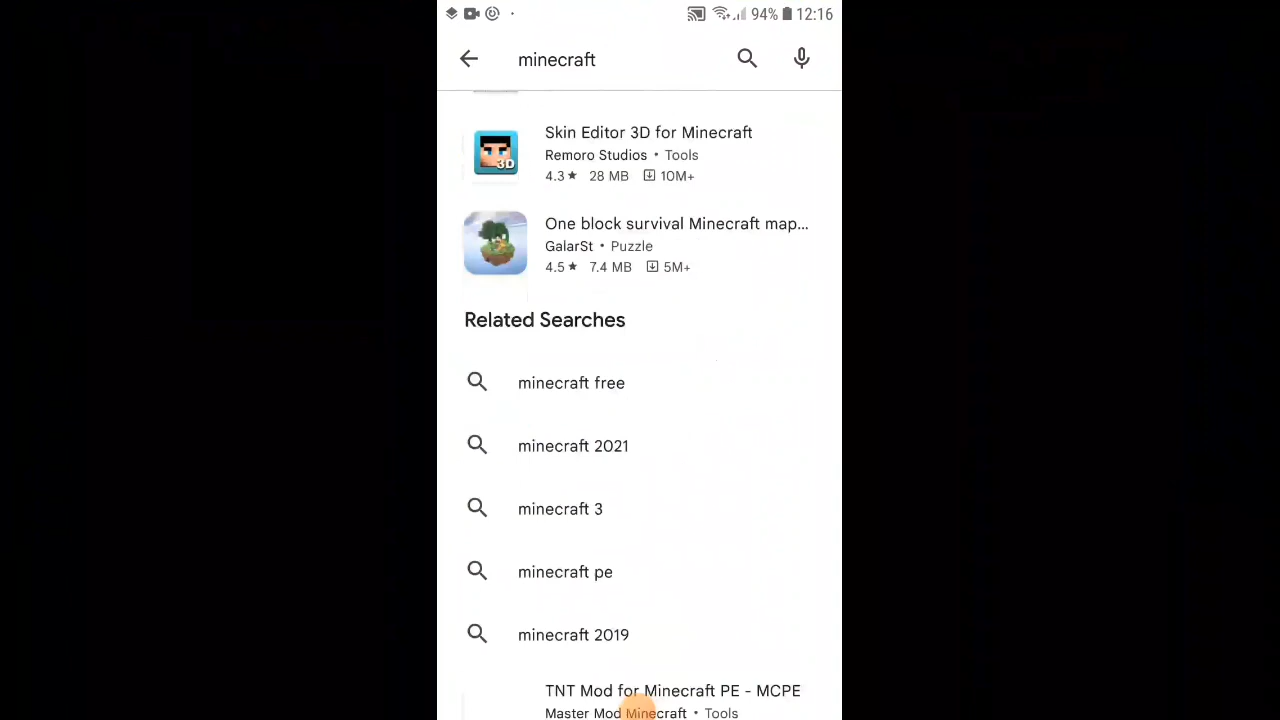 94% 12:16
minecraft
Skin Editor 3D for Minecraft
3D
Remoro Studios • Tools
4.3★ 28 MB 10M+
One block survival Minecraft map...
GalarSt • Puzzle
4.5★ 7.4 MB 5M+
Related Searches
minecraft free
minecraft 2021
minecraft 3
minecraft pe
minecraft 2019
TNT Mod for Minecraft PE - MCPE
Master Mod Minecraft • Tools